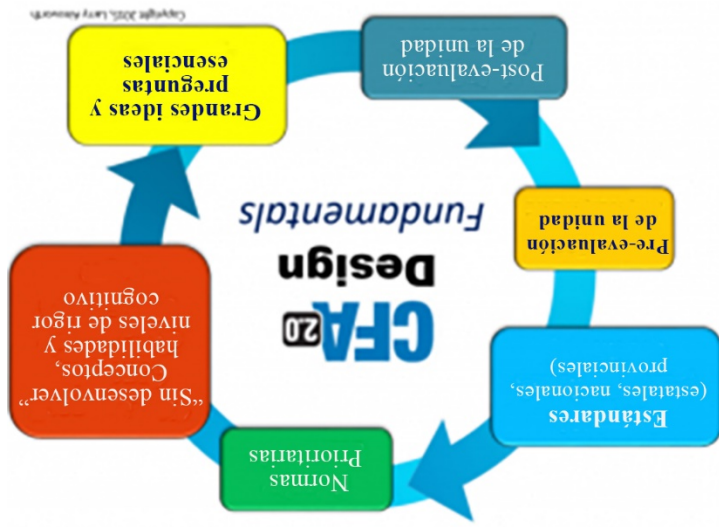 Normas
Prioritarias
Estándares
(estatales, nacionales,
provinciales)
“Sin desenvolver”
Conceptos,
habilidades y
niveles de rigor
cognitivo
CFA 2.0
Design
Fundamentals
Pre-evaluación
de la unidad
Grandes ideas y
preguntas
esenciales
Post-evaluación
de la unidad
Copyright 2015, Larry Ainsworth